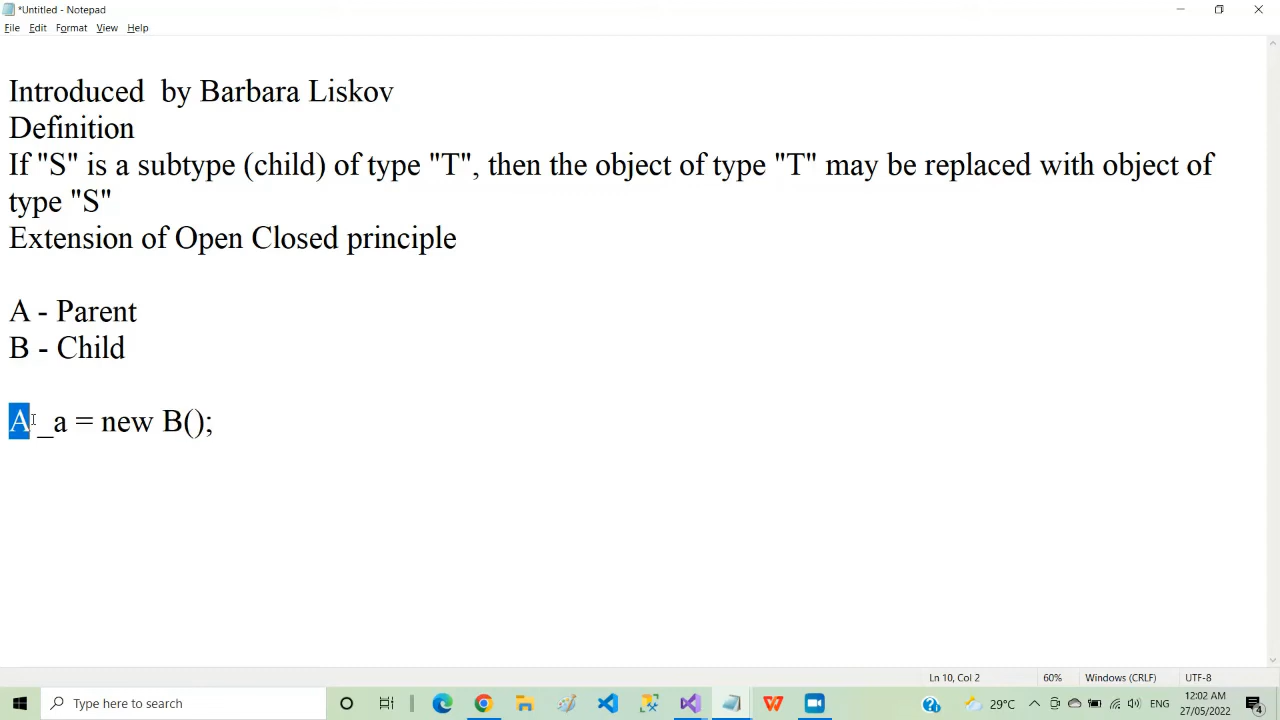 *Untitled - Notepad
File Edit Format View Help
Introduced  by Barbara Liskov
Definition
If "S" is a subtype (child) of type "T", then the object of type "T" may be replaced with object of
type "S"
Extension of Open Closed principle
A - Parent
B - Child
A _a = new B();
Ln 10, Col 2 60% Windows (CRLF) UTF-8
Type here to search
29°C ENG 12:02 AM 27/05/2022 4